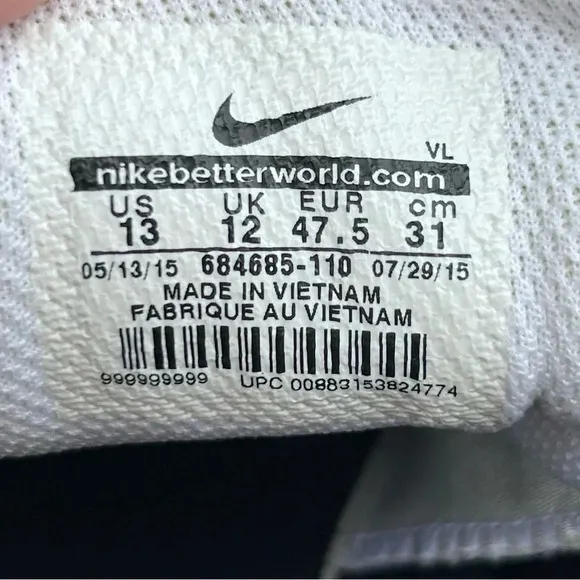 VL
nikebetterworld.com
US UK EUR cm
13 12 47.5 31
05/13/15 684685-110 07/29/15
MADE IN VIETNAM
FABRIQUE AU VIETNAM
999999999 UPC 00883153824774